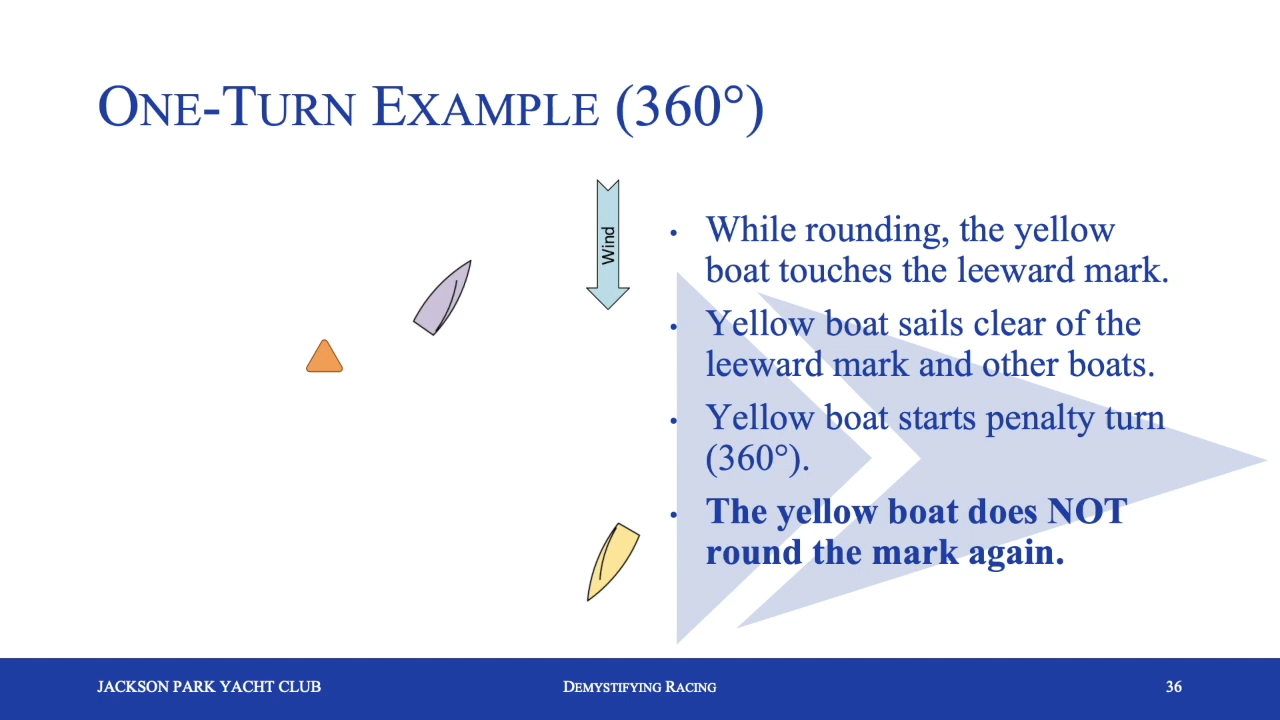 ONE-TURN EXAMPLE (360°)
Wind
• While rounding, the yellow
boat touches the leeward mark.
• Yellow boat sails clear of the
leeward mark and other boats.
• Yellow boat starts penalty turn
(360°).
• The yellow boat does NOT
round the mark again.
JACKSON PARK YACHT CLUB
DEMYSTIFYING RACING
36